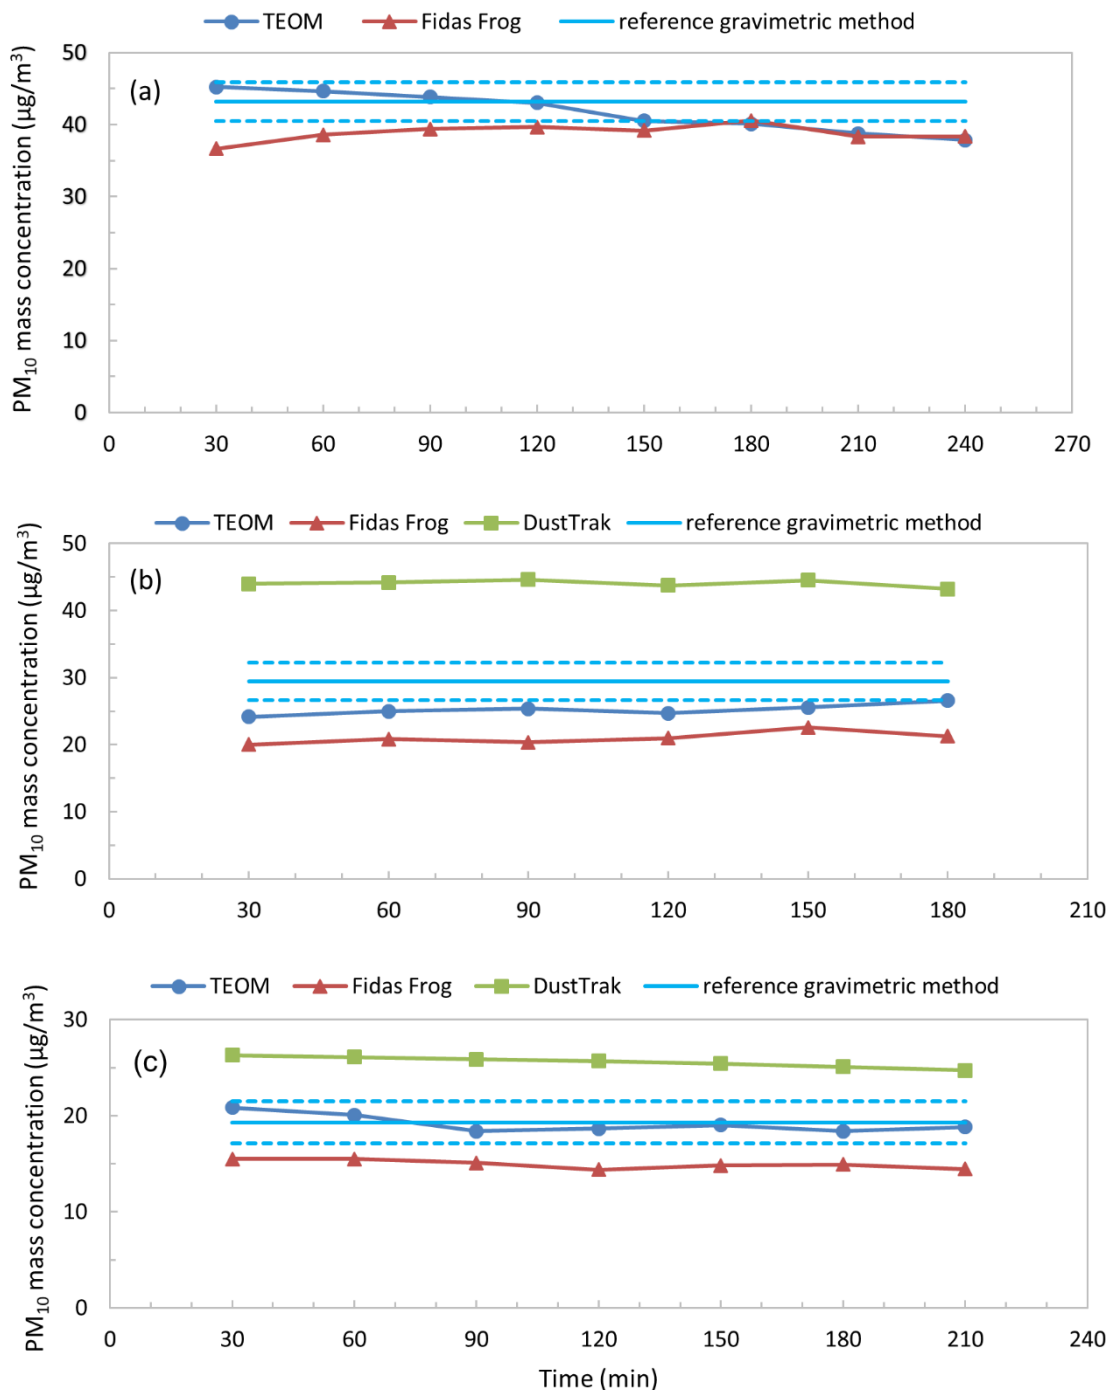 TEOM Fidas Frog reference gravimetric method
PM₁₀ mass concentration (µg/m³)
(a)
50
40
30
20
10
0
0 30 60 90 120 150 180 210 240 270
TEOM Fidas Frog DustTrak reference gravimetric method
PM₁₀ mass concentration (µg/m³)
(b)
50
40
30
20
10
0
0 30 60 90 120 150 180 210
TEOM Fidas Frog DustTrak reference gravimetric method
PM₁₀ mass concentration (µg/m³)
(c)
30
20
10
0
0 30 60 90 120 150 180 210 240
Time (min)